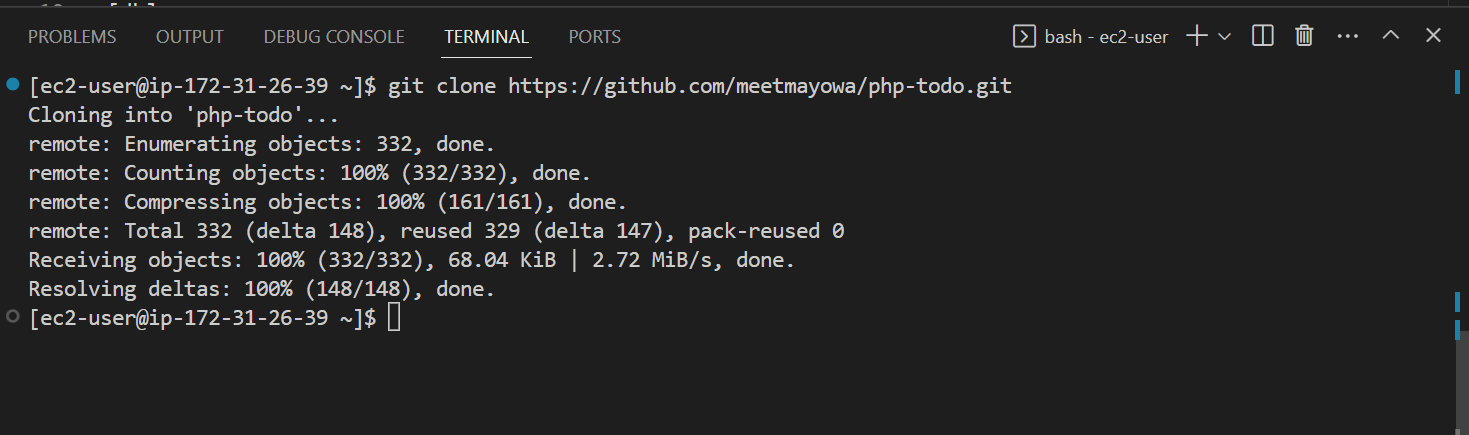 PROBLEMS OUTPUT DEBUG CONSOLE TERMINAL PORTS bash - ec2-user
[ec2-user@ip-172-31-26-39 ~]$ git clone https://github.com/meetmayowa/php-todo.git
Cloning into 'php-todo'...
remote: Enumerating objects: 332, done.
remote: Counting objects: 100% (332/332), done.
remote: Compressing objects: 100% (161/161), done.
remote: Total 332 (delta 148), reused 329 (delta 147), pack-reused 0
Receiving objects: 100% (332/332), 68.04 KiB | 2.72 MiB/s, done.
Resolving deltas: 100% (148/148), done.
[ec2-user@ip-172-31-26-39 ~]$